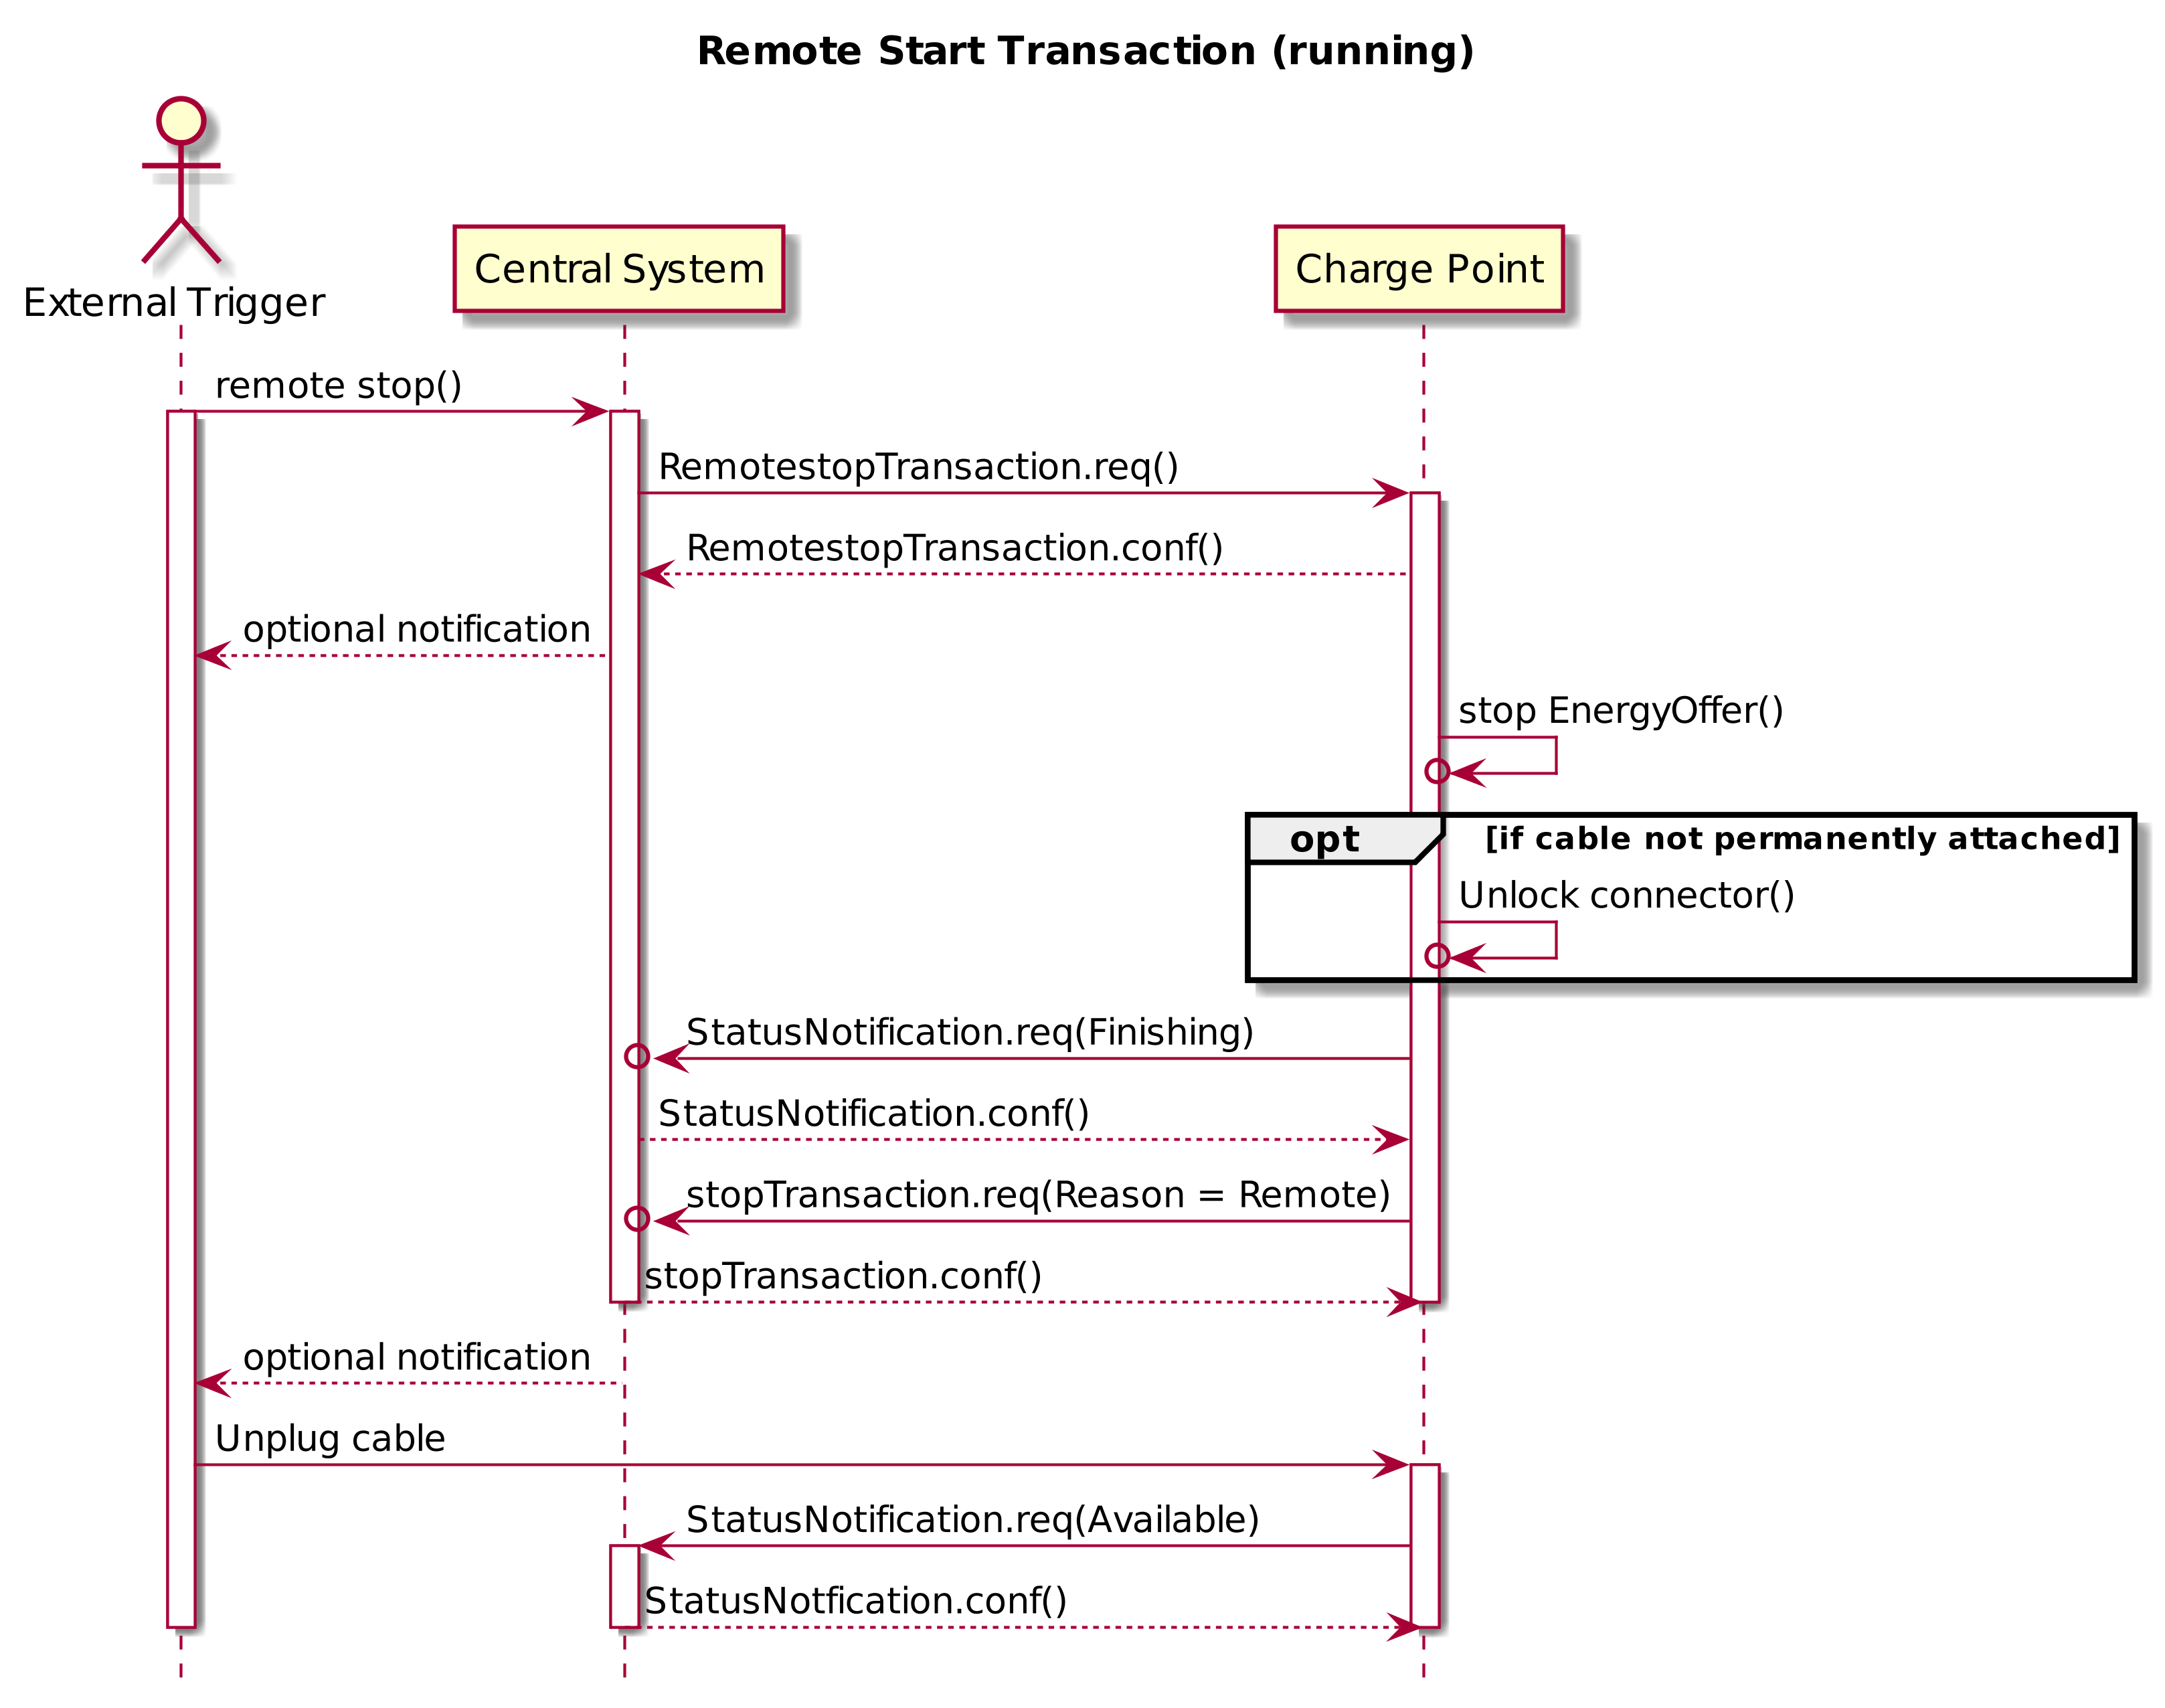 Remote Start Transaction (running)
External Trigger
Central System
Charge Point
remote stop()
RemotestopTransaction.req()
RemotestopTransaction.conf()
optional notification
stop EnergyOffer()
opt [if cable not permanently attached]
Unlock connector()
StatusNotification.req(Finishing)
StatusNotification.conf()
stopTransaction.req(Reason = Remote)
stopTransaction.conf()
optional notification
Unplug cable
StatusNotification.req(Available)
StatusNotfication.conf()